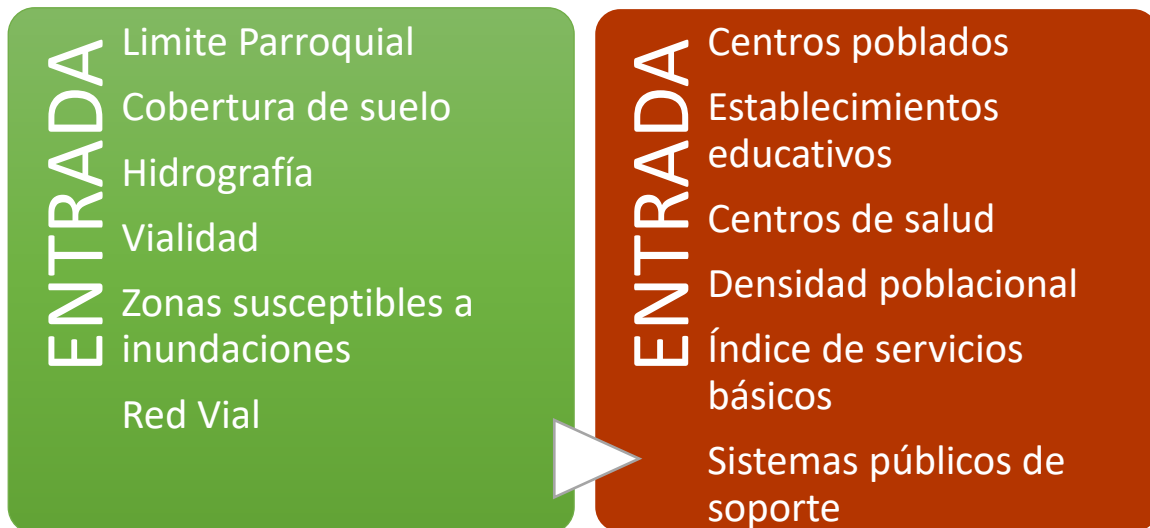 ENTRADA
Limite Parroquial
Cobertura de suelo
Hidrografía
Vialidad
Zonas susceptibles a
inundaciones
Red Vial
ENTRADA
Centros poblados
Establecimientos
educativos
Centros de salud
Densidad poblacional
Índice de servicios
básicos
Sistemas públicos de
soporte